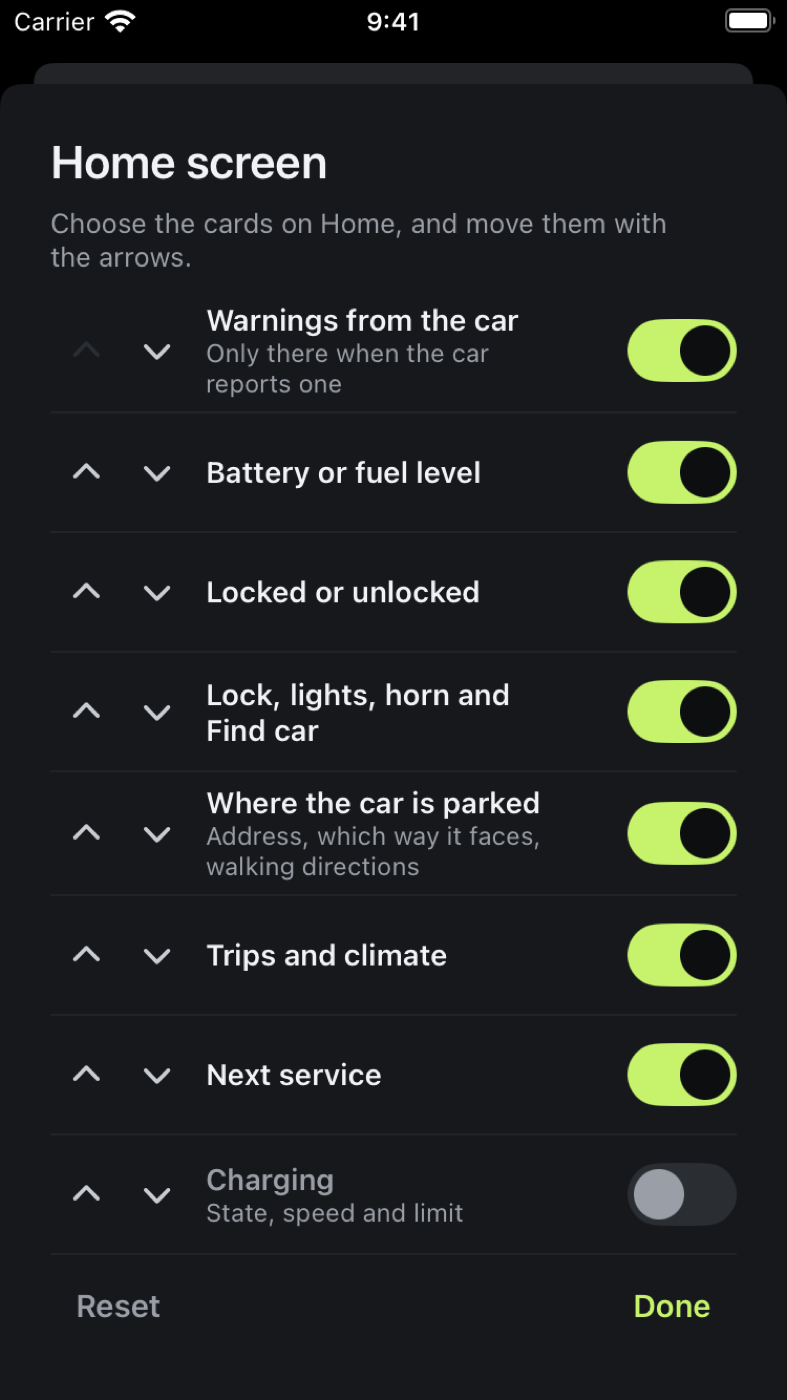 Carrier 9:41
Home screen
Choose the cards on Home, and move them with
the arrows.
Warnings from the car
Only there when the car
reports one
Battery or fuel level
Locked or unlocked
Lock, lights, horn and
Find car
Where the car is parked
Address, which way it faces,
walking directions
Trips and climate
Next service
Charging
State, speed and limit
Reset Done